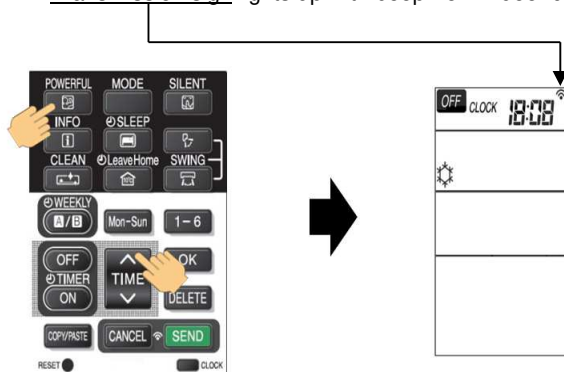 POWERFUL MODE SILENT
INFO SLEEP
CLEAN LeaveHome SWING
WEEKLY
A/B Mon-Sun 1-6
OFF TIMER ON
TIME
OK
DELETE
COPY/PASTE CANCEL SEND
RESET CLOCK
OFF CLOCK 18:08